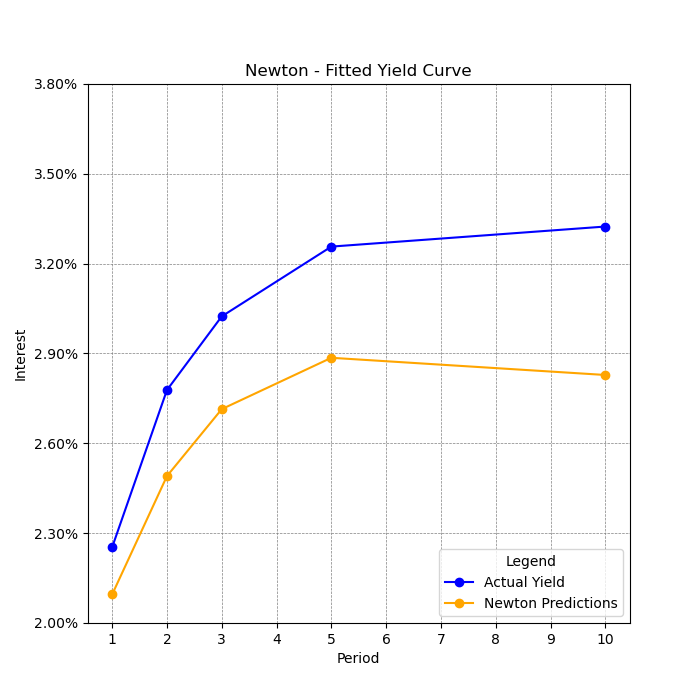 Newton - Fitted Yield Curve
3.80%
3.50%
3.20%
2.90%
2.60%
2.30%
2.00%
Interest
Legend
Actual Yield
Newton Predictions
1 2 3 4 5 6 7 8 9 10
Period